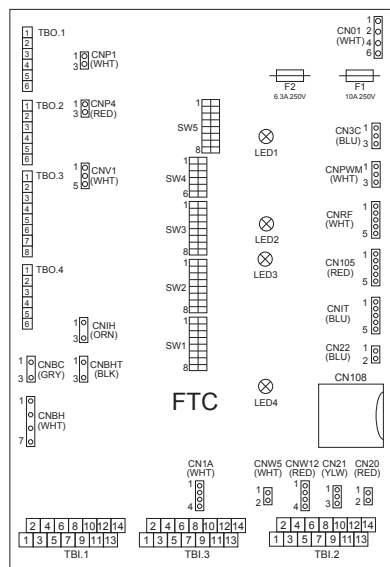 TBO.1
1
2
3
4
5
6
1
3
CNP1
(WHT)
CN01
(WHT)
1
2
4
6
F2
6.3A 250V
F1
10A 250V
TBO.2
1
2
3
4
5
6
1
3
CNP4
(RED)
1
SW5
8
LED1
CN3C
(BLU)
1
3
TBO.3
1
2
3
4
5
6
7
8
1
5
CNV1
(WHT)
1
SW4
6
CNPWM
(WHT)
1
3
1
SW3
8
LED2
CNRF
(WHT)
1
5
TBO.4
1
2
3
4
5
6
1
SW2
8
LED3
CN105
(RED)
1
5
1
3
CNIH
(ORN)
1
SW1
8
CNIT
(BLU)
1
5
CNBC
(GRY)
1
3
1
3
CNBHT
(BLK)
CN22
(BLU)
1
2
CNBH
(WHT)
1
7
FTC
LED4
CN108
CN1A
(WHT)
1
4
CNW5
(WHT)
1
2
CNW12
(RED)
1
4
CN21
(YLW)
1
3
CN20
(RED)
1
2
2 4 6 8 10 12 14
1 3 5 7 9 11 13
TBI.1
2 4 6 8 10 12 14
1 3 5 7 9 11 13
TBI.3
2 4 6 8 10 12 14
1 3 5 7 9 11 13
TBI.2